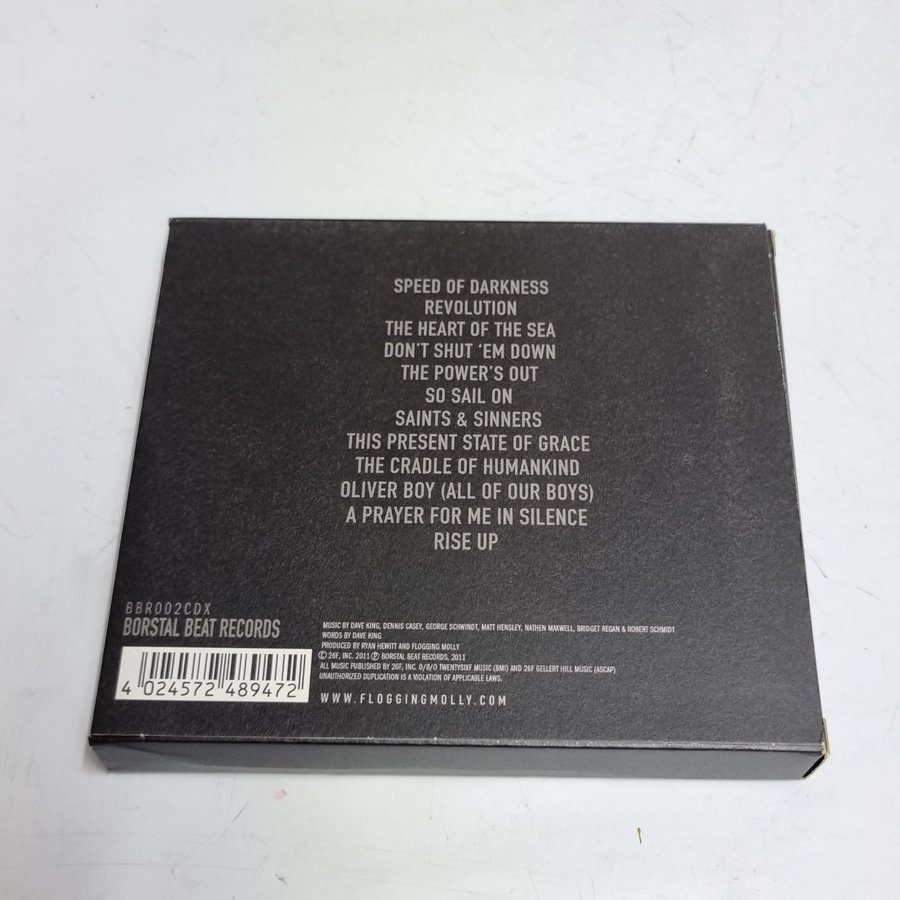 SPEED OF DARKNESS
REVOLUTION
THE HEART OF THE SEA
DON'T SHUT 'EM DOWN
THE POWER'S OUT
SO SAIL ON
SAINTS & SINNERS
THIS PRESENT STATE OF GRACE
THE CRADLE OF HUMANKIND
OLIVER BOY (ALL OF OUR BOYS)
A PRAYER FOR ME IN SILENCE
RISE UP
BBR002CDX
BORSTAL BEAT RECORDS
4 024572 489472
MUSIC BY DAVE KING, DENNIS CASEY, GEORGE SCHWINDT, MATT HENSLEY, NATHEN MAXWELL, BRIDGET REGAN & ROBERT SCHMIDT
WORDS BY DAVE KING
PRODUCED BY RYAN HEWITT AND FLOGGING MOLLY
© 26F, INC. 2011 ℗ BORSTAL BEAT RECORDS, 2011
ALL MUSIC PUBLISHED BY 26F, INC. O/B/O TWENTYSIXF MUSIC (BMI) AND 26F GELLERT HILL MUSIC (ASCAP)
UNAUTHORIZED DUPLICATION IS A VIOLATION OF APPLICABLE LAWS.
WWW.FLOGGINGMOLLY.COM